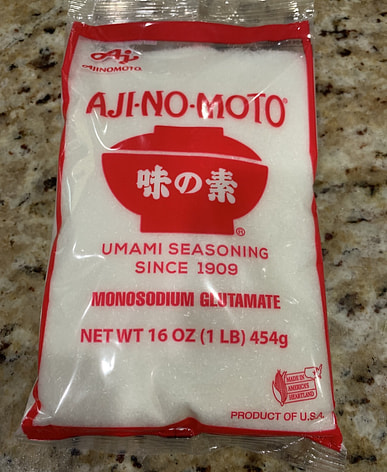 Aji
AJINOMOTO.
AJI-NO-MOTO®
味の素
®
UMAMI SEASONING
SINCE 1909
MONOSODIUM GLUTAMATE
NET WT 16 OZ (1 LB) 454g
MADE IN
AMERICA'S
HEARTLAND
PRODUCT OF U.S.A.